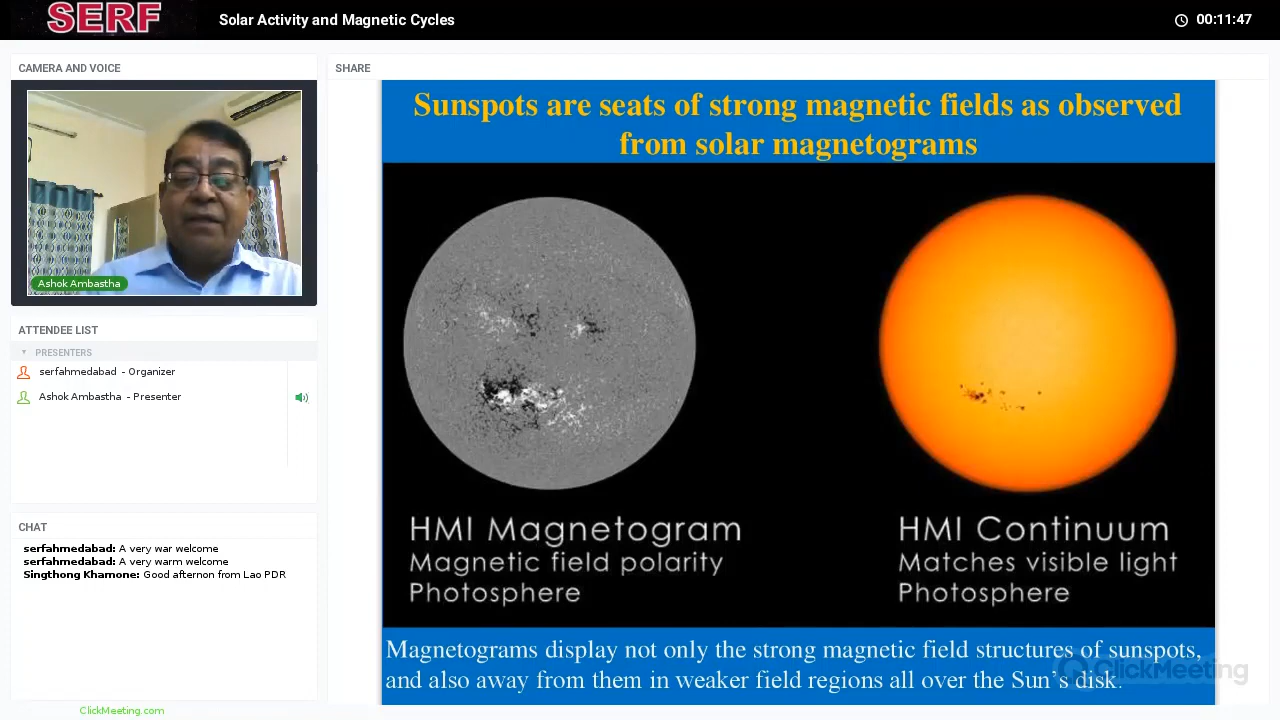 SERF
Solar Activity and Magnetic Cycles
00:11:47
CAMERA AND VOICE
Ashok Ambastha
ATTENDEE LIST
PRESENTERS
serfahmedabad - Organizer
Ashok Ambastha - Presenter
CHAT
serfahmedabad: A very war welcome
serfahmedabad: A very warm welcome
Singthong Khamone: Good afternon from Lao PDR
ClickMeeting.com
SHARE
Sunspots are seats of strong magnetic fields as observed
from solar magnetograms
HMI Magnetogram
Magnetic field polarity
Photosphere
HMI Continuum
Matches visible light
Photosphere
Magnetograms display not only the strong magnetic field structures of sunspots,
and also away from them in weaker field regions all over the Sun’s disk.
ClickMeeting